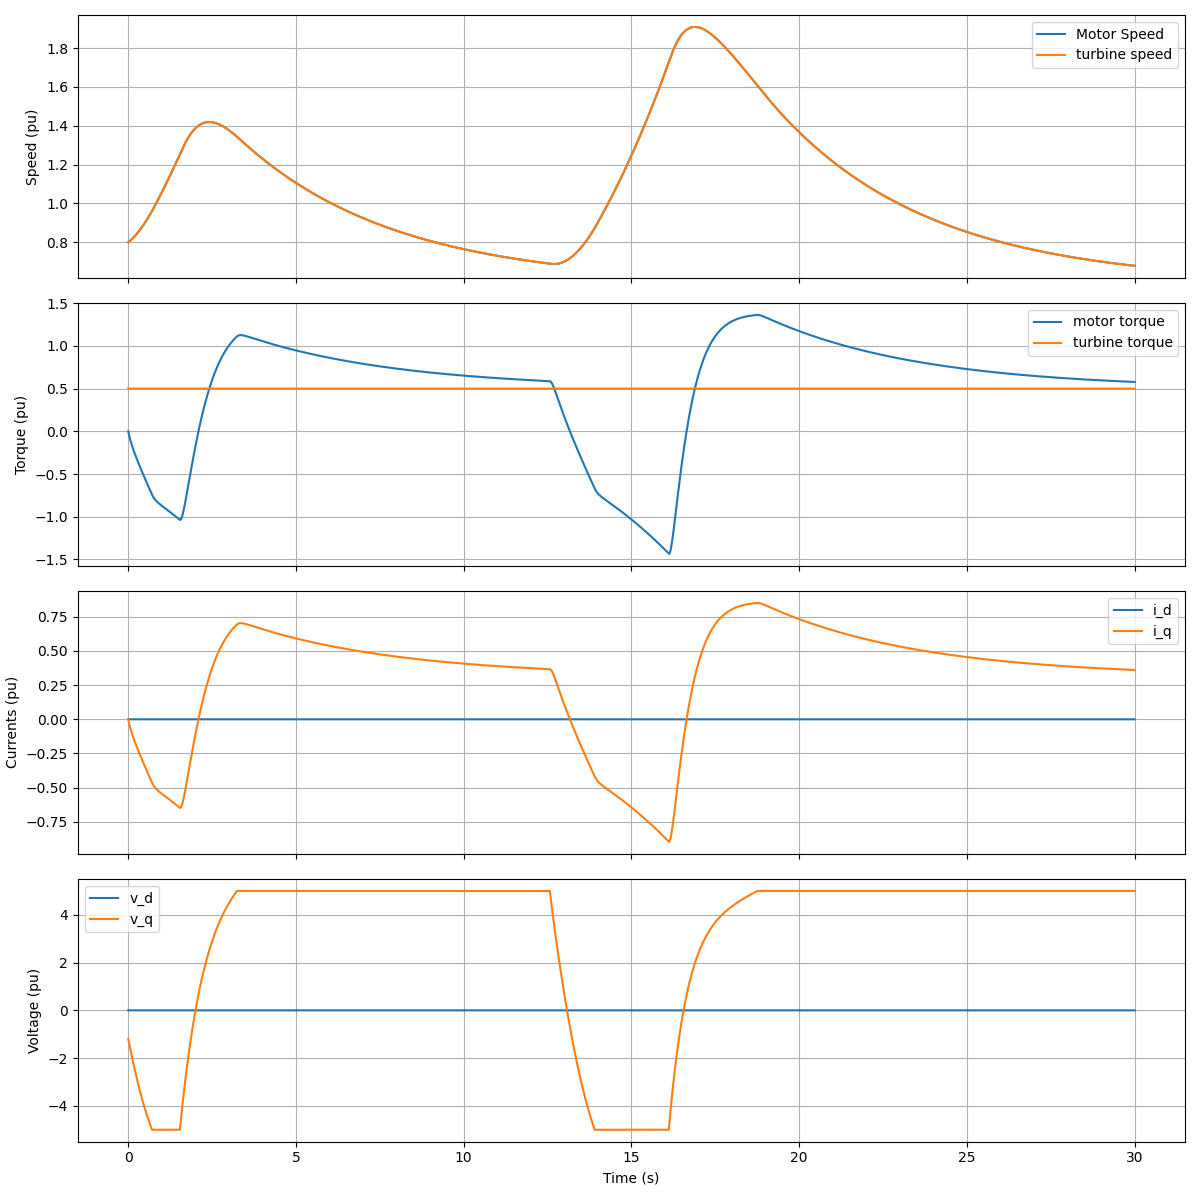 Speed (pu)
1.8
1.6
1.4
1.2
1.0
0.8
Motor Speed
turbine speed
Torque (pu)
1.5
1.0
0.5
0.0
−0.5
−1.0
−1.5
motor torque
turbine torque
Currents (pu)
0.75
0.50
0.25
0.00
−0.25
−0.50
−0.75
i_d
i_q
Voltage (pu)
4
2
0
−2
−4
v_d
v_q
0 5 10 15 20 25 30
Time (s)